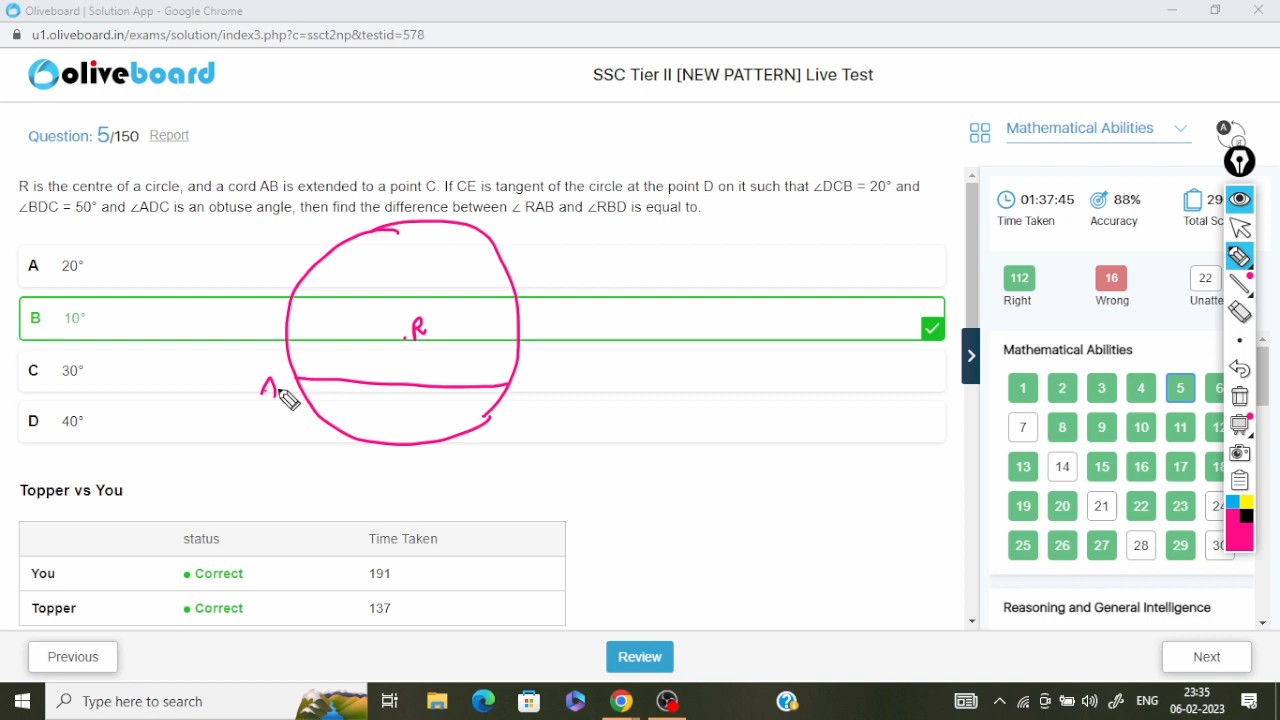 Oliveboard | Solution App - Google Chrome
u1.oliveboard.in/exams/solution/index3.php?c=ssct2np&testid=578
oliveboard
SSC Tier II [NEW PATTERN] Live Test
Question: 5/150 Report
Mathematical Abilities
A
R is the centre of a circle, and a cord AB is extended to a point C. If CE is tangent of the circle at the point D on it such that ∠DCB = 20° and
∠BDC = 50° and ∠ADC is an obtuse angle, then find the difference between ∠ RAB and ∠RBD is equal to.
A 20°
B 10°
C 30°
D 40°
.R
A
01:37:45
Time Taken
88%
Accuracy
29
Total Sc
112
Right
16
Wrong
22
Unatte
Mathematical Abilities
1 2 3 4 5 6
7 8 9 10 11 12
13 14 15 16 17 18
19 20 21 22 23 24
25 26 27 28 29 30
Reasoning and General Intelligence
Topper vs You
status Time Taken
You Correct 191
Topper Correct 137
Previous
Review
Next
Type here to search
ENG
23:35
06-02-2023